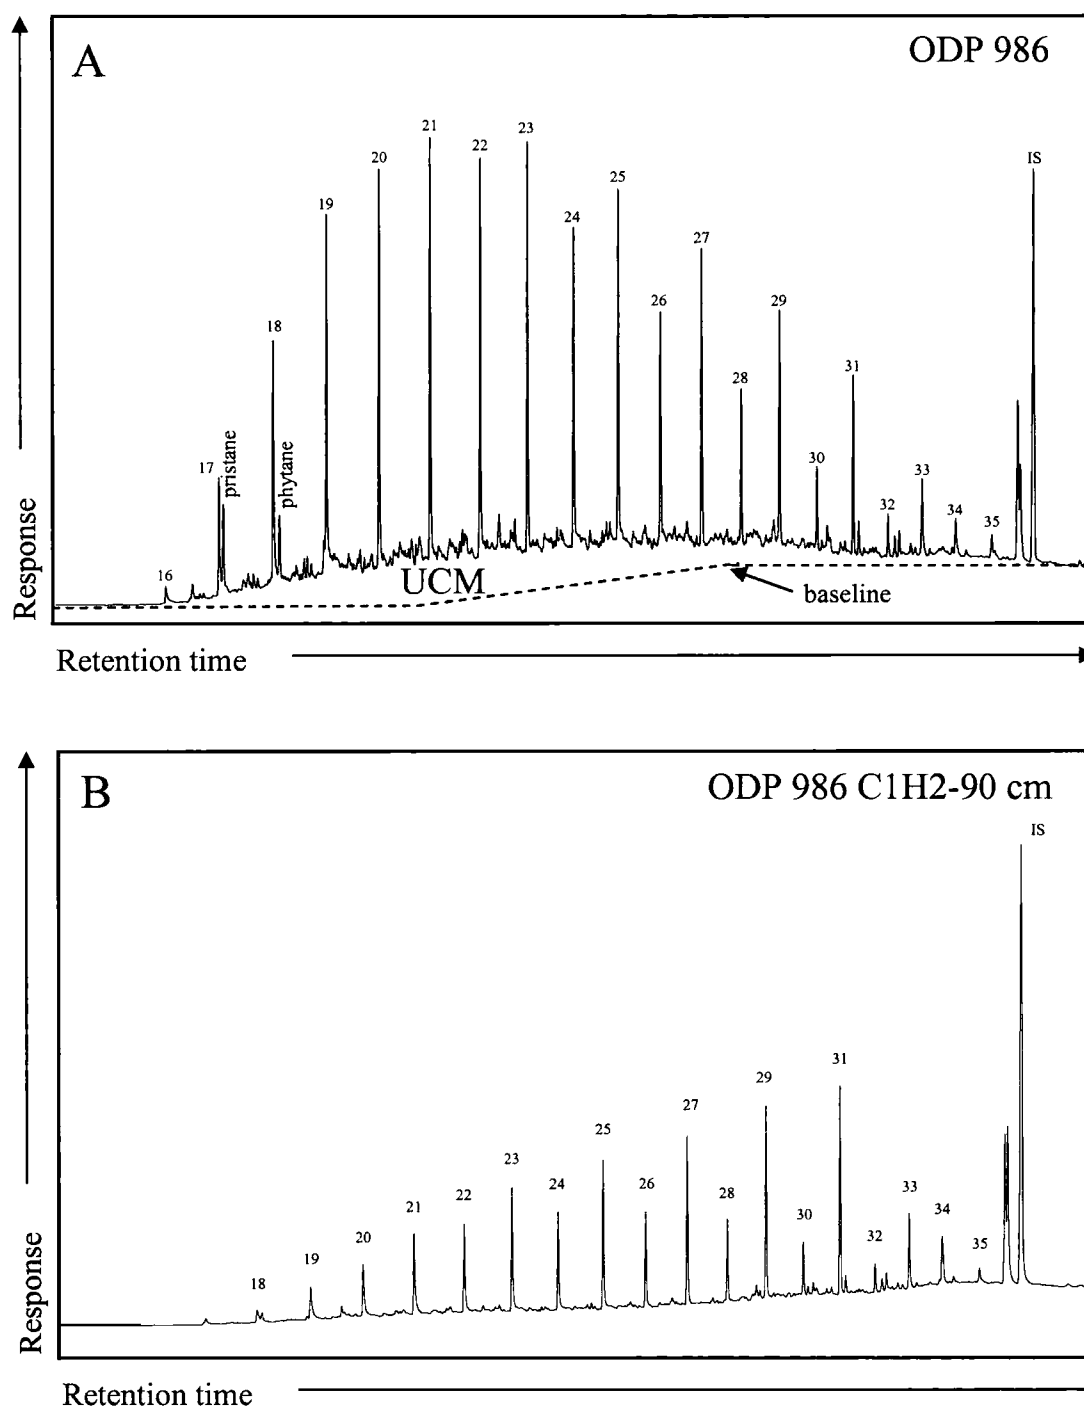 A
ODP 986
16
17
pristane
18
phytane
19
20
21
22
23
24
25
26
27
28
29
30
31
32
33
34
35
IS
UCM
baseline
Response
Retention time
B
ODP 986 C1H2-90 cm
18
19
20
21
22
23
24
25
26
27
28
29
30
31
32
33
34
35
IS
Response
Retention time